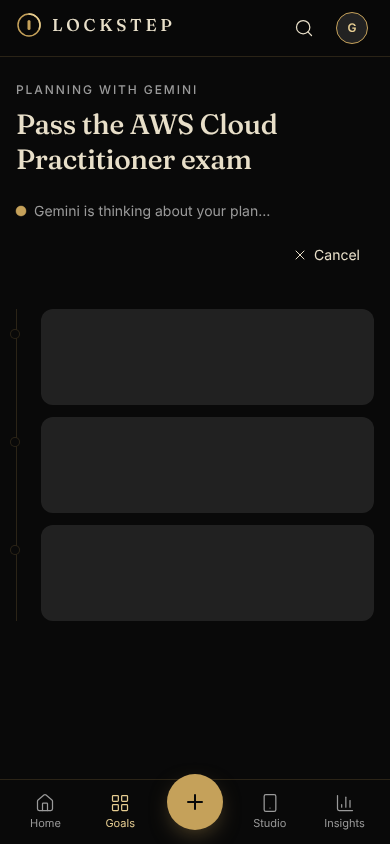 LOCKSTEP
G
PLANNING WITH GEMINI
Pass the AWS Cloud
Practitioner exam
Gemini is thinking about your plan...
Cancel
Home
Goals
Studio
Insights